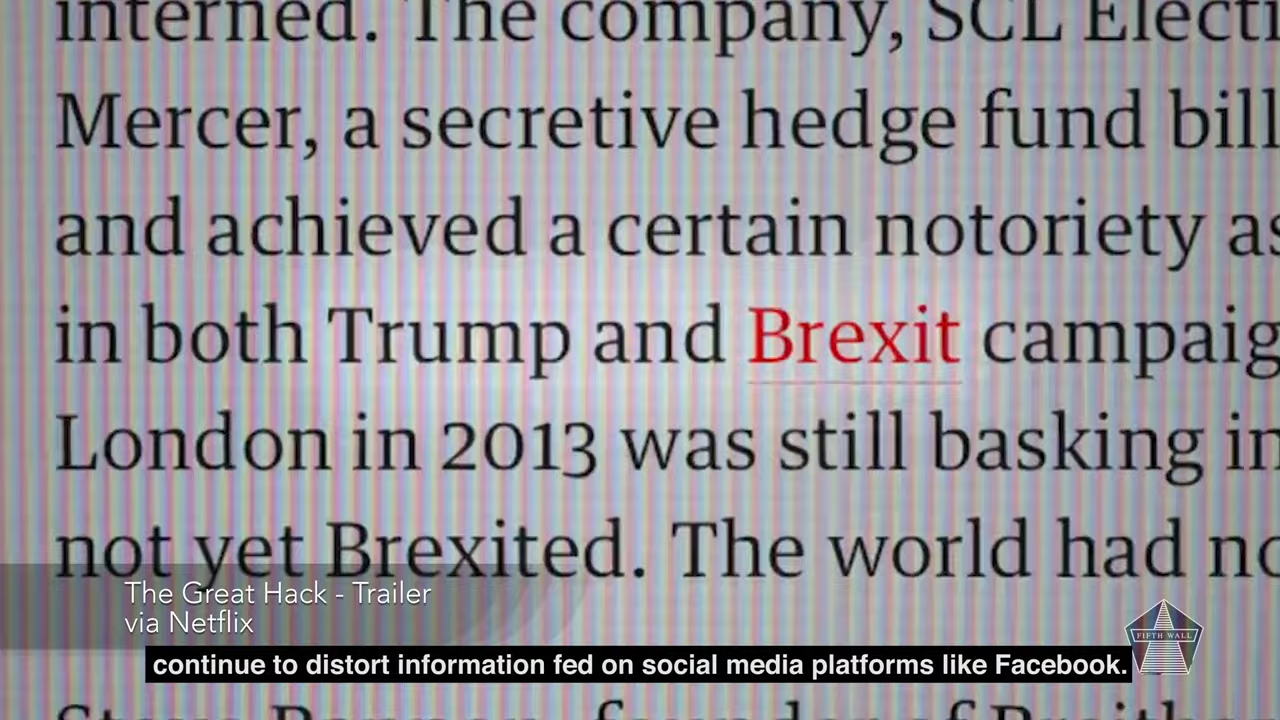 interned. The company, SCL Electi
Mercer, a secretive hedge fund bill
and achieved a certain notoriety as
in both Trump and Brexit campaig
London in 2013 was still basking in
not yet Brexited. The world had no
The Great Hack - Trailer
via Netflix
FIFTH WALL
continue to distort information fed on social media platforms like Facebook.